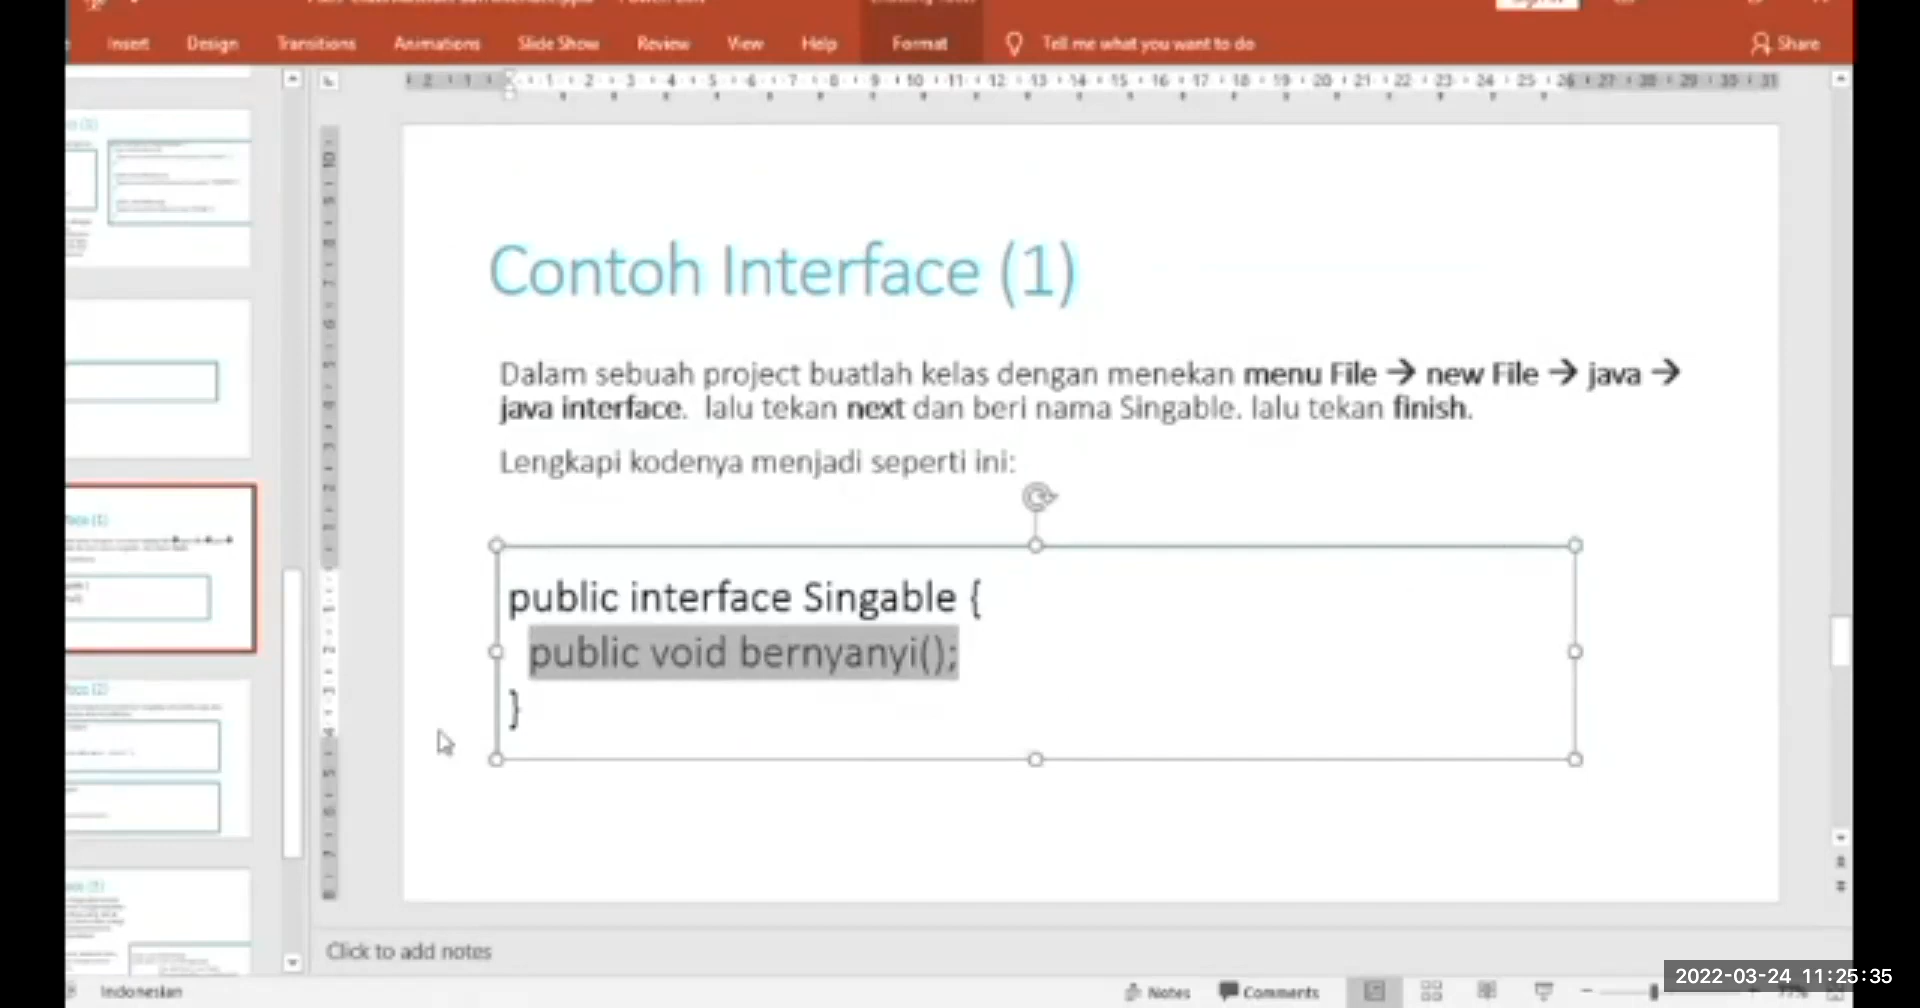 Insert Design Transitions Animations Slide Show Review View Help Format Tell me what you want to do Share
Contoh Interface (1)
Dalam sebuah project buatlah kelas dengan menekan menu File → new File → java →
java interface. lalu tekan next dan beri nama Singable. lalu tekan finish.
Lengkapi kodenya menjadi seperti ini:
public interface Singable {
public void bernyanyi();
}
Click to add notes
Indonesian Notes Comments
2022-03-24 11:25:35